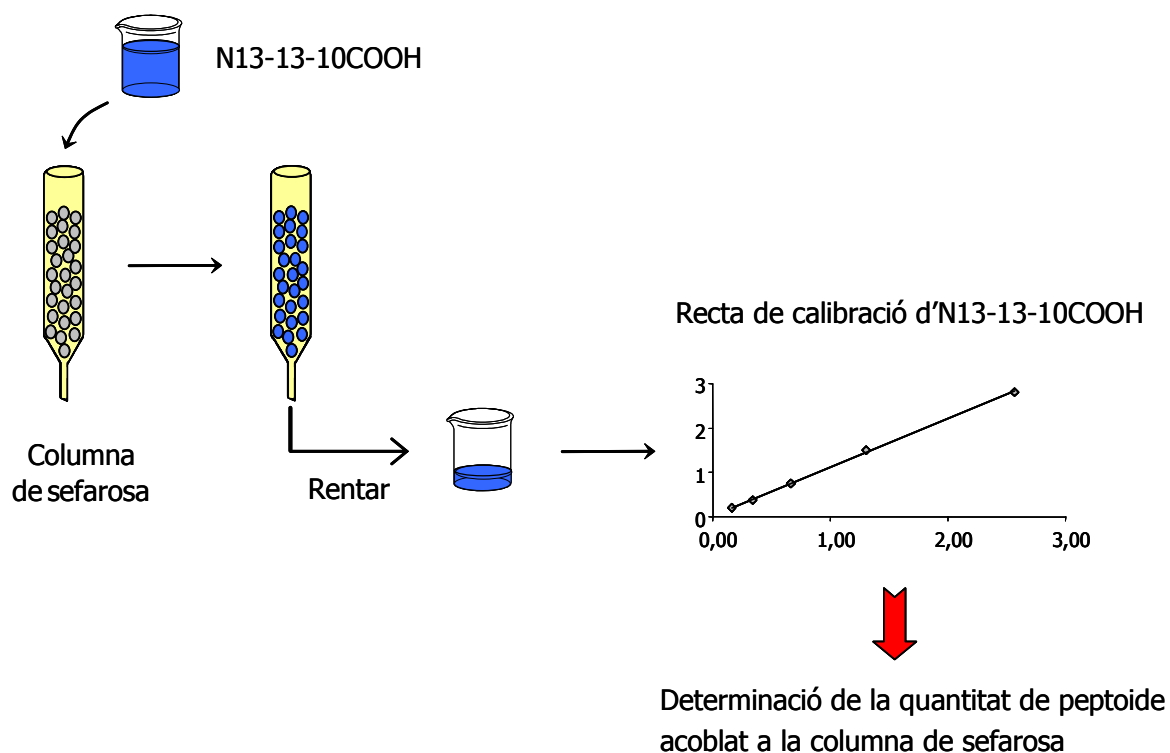 N13-13-10COOH
Columna
de sefarosa
Rentar
Recta de calibració d’N13-13-10COOH
3
2
1
0
0,00 1,00 2,00 3,00
Determinació de la quantitat de peptoide
acoblat a la columna de sefarosa